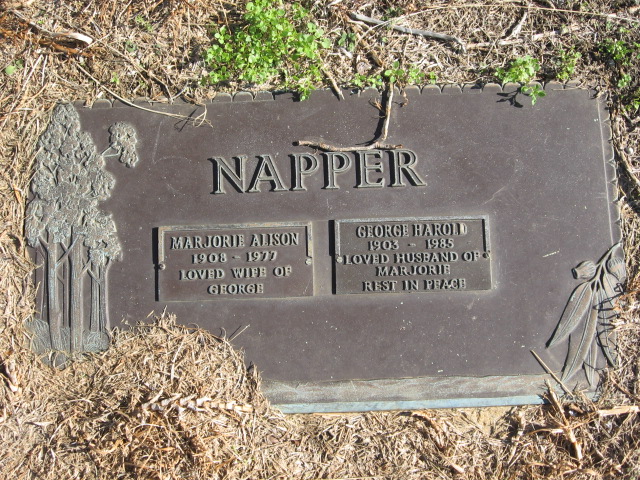 NAPPER
MARJORIE ALISON
1908 - 1977
LOVED WIFE OF
GEORGE
GEORGE HAROLD
1903 - 1985
LOVED HUSBAND OF
MARJORIE
REST IN PEACE